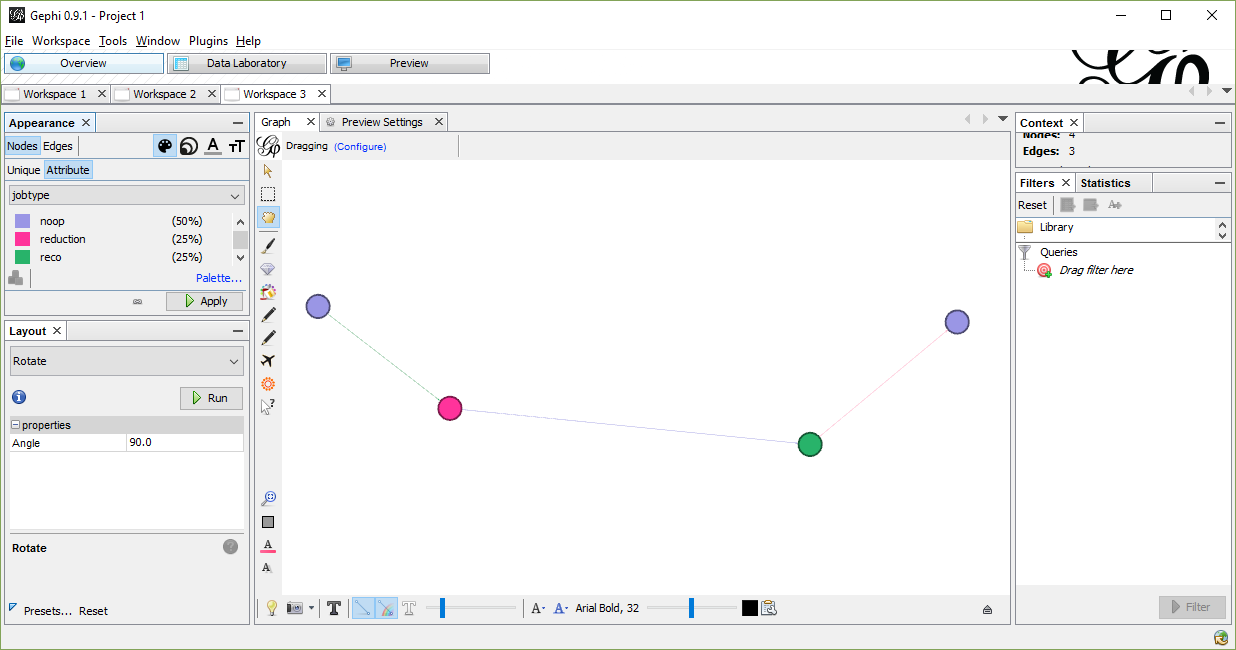 Gephi 0.9.1 - Project 1
File Workspace Tools Window Plugins Help
Overview Data Laboratory Preview
Workspace 1 Workspace 2 Workspace 3
Appearance
Nodes Edges
Unique Attribute
jobtype
noop (50%)
reduction (25%)
reco (25%)
Palette...
Apply
Layout
Rotate
Run
properties
Angle 90.0
Rotate
Presets... Reset
Graph Preview Settings
Dragging (Configure)
Arial Bold, 32
Context
Nodes: 4
Edges: 3
Filters Statistics
Reset
Library
Queries
Drag filter here
Filter